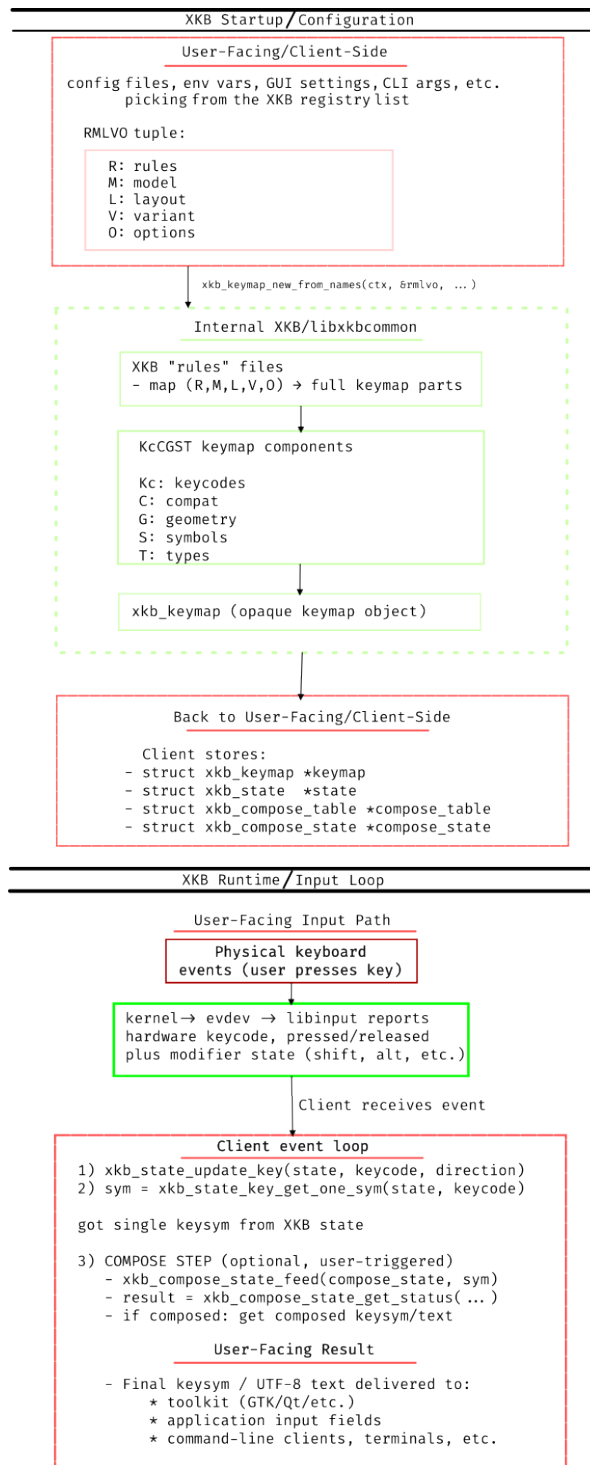 XKB Startup/Configuration
User-Facing/Client-Side
config files, env vars, GUI settings, CLI args, etc.
picking from the XKB registry list
RMLVO tuple:
R: rules
M: model
L: layout
V: variant
O: options
xkb_keymap_new_from_names(ctx, &rmlvo, ...)
Internal XKB/libxkbcommon
XKB "rules" files
- map (R,M,L,V,O) → full keymap parts
KcCGST keymap components
Kc: keycodes
C: compat
G: geometry
S: symbols
T: types
xkb_keymap (opaque keymap object)
Back to User-Facing/Client-Side
Client stores:
- struct xkb_keymap *keymap
- struct xkb_state *state
- struct xkb_compose_table *compose_table
- struct xkb_compose_state *compose_state
XKB Runtime/Input Loop
User-Facing Input Path
Physical keyboard
events (user presses key)
kernel→ evdev → libinput reports
hardware keycode, pressed/released
plus modifier state (shift, alt, etc.)
Client receives event
Client event loop
1) xkb_state_update_key(state, keycode, direction)
2) sym = xkb_state_key_get_one_sym(state, keycode)
got single keysym from XKB state
3) COMPOSE STEP (optional, user-triggered)
- xkb_compose_state_feed(compose_state, sym)
- result = xkb_compose_state_get_status(...)
- if composed: get composed keysym/text
User-Facing Result
- Final keysym / UTF-8 text delivered to:
* toolkit (GTK/Qt/etc.)
* application input fields
* command-line clients, terminals, etc.